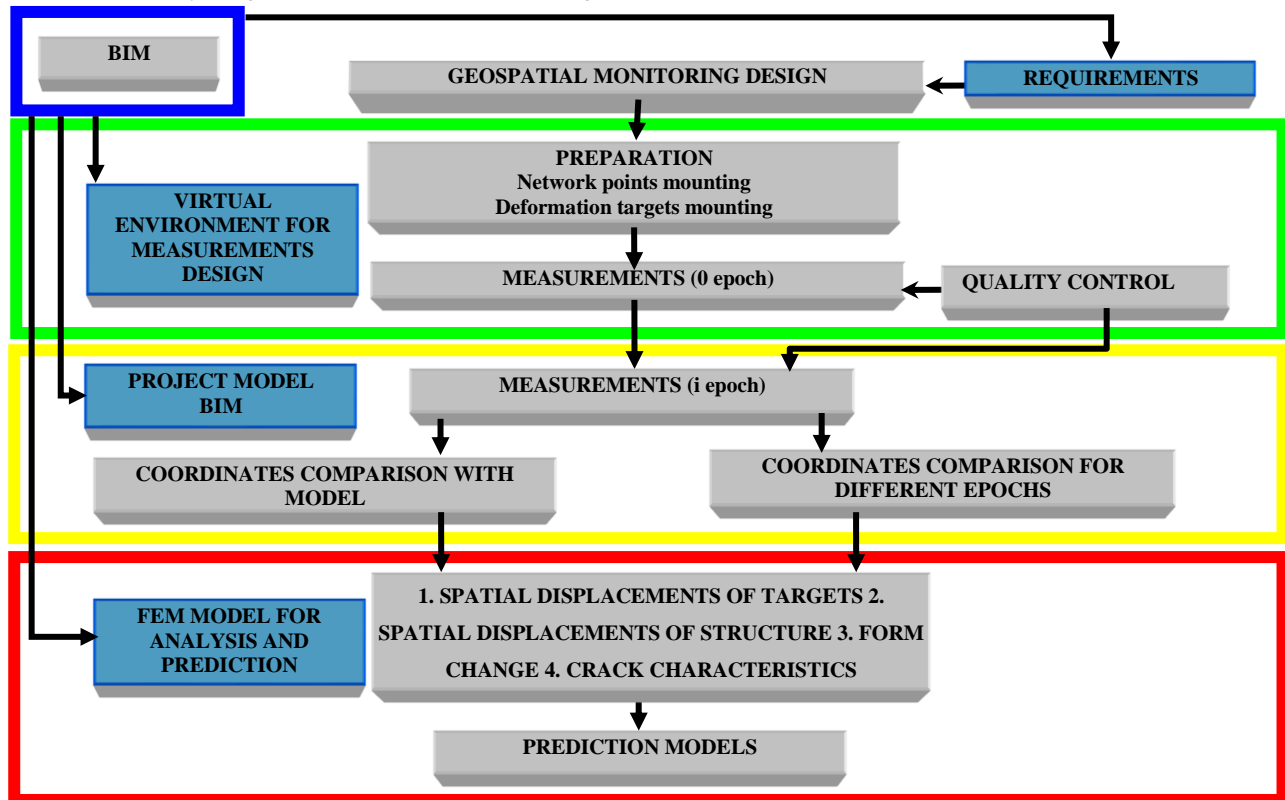 BIM
GEOSPATIAL MONITORING DESIGN
REQUIREMENTS
PREPARATION
Network points mounting
Deformation targets mounting
VIRTUAL
ENVIRONMENT FOR
MEASUREMENTS
DESIGN
MEASUREMENTS (0 epoch)
QUALITY CONTROL
PROJECT MODEL
BIM
MEASUREMENTS (i epoch)
COORDINATES COMPARISON WITH
MODEL
COORDINATES COMPARISON FOR
DIFFERENT EPOCHS
FEM MODEL FOR
ANALYSIS AND
PREDICTION
1. SPATIAL DISPLACEMENTS OF TARGETS 2.
SPATIAL DISPLACEMENTS OF STRUCTURE 3. FORM
CHANGE 4. CRACK CHARACTERISTICS
PREDICTION MODELS